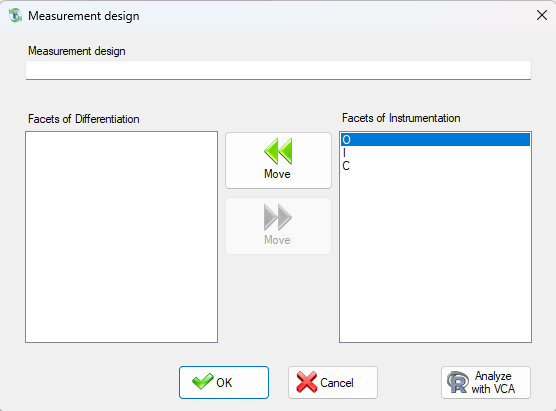 Measurement design
Measurement design
Facets of Differentiation
Facets of Instrumentation
Move
Move
O
I
C
OK
Cancel
Analyze
with VCA